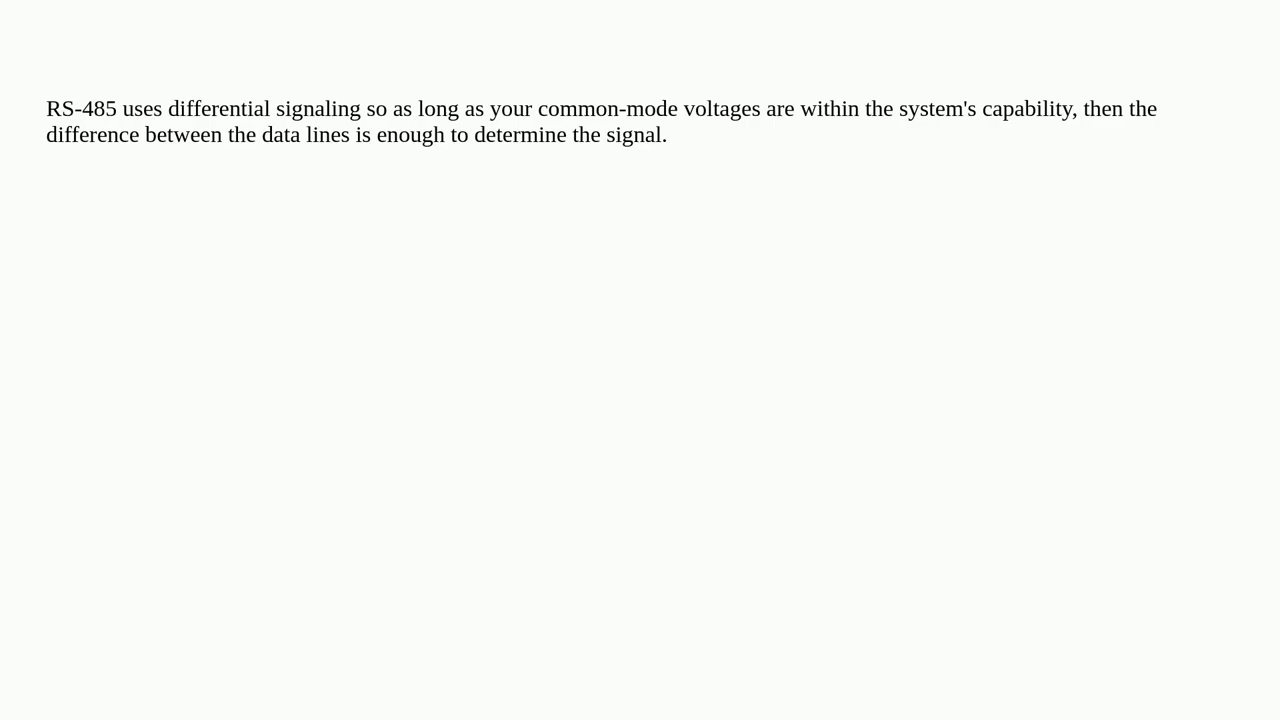 RS-485 uses differential signaling so as long as your common-mode voltages are within the system's capability, then the
difference between the data lines is enough to determine the signal.